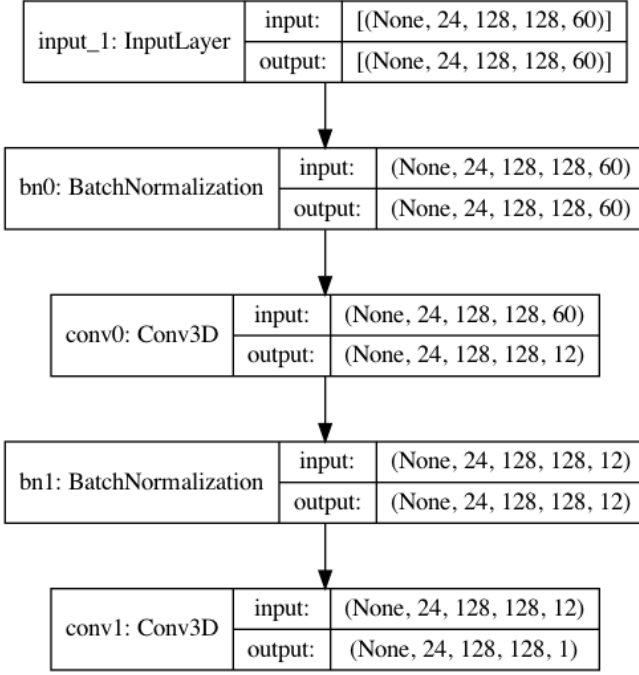 input_1: InputLayer
input: [(None, 24, 128, 128, 60)]
output: [(None, 24, 128, 128, 60)]
bn0: BatchNormalization
input: (None, 24, 128, 128, 60)
output: (None, 24, 128, 128, 60)
conv0: Conv3D
input: (None, 24, 128, 128, 60)
output: (None, 24, 128, 128, 12)
bn1: BatchNormalization
input: (None, 24, 128, 128, 12)
output: (None, 24, 128, 128, 12)
conv1: Conv3D
input: (None, 24, 128, 128, 12)
output: (None, 24, 128, 128, 1)